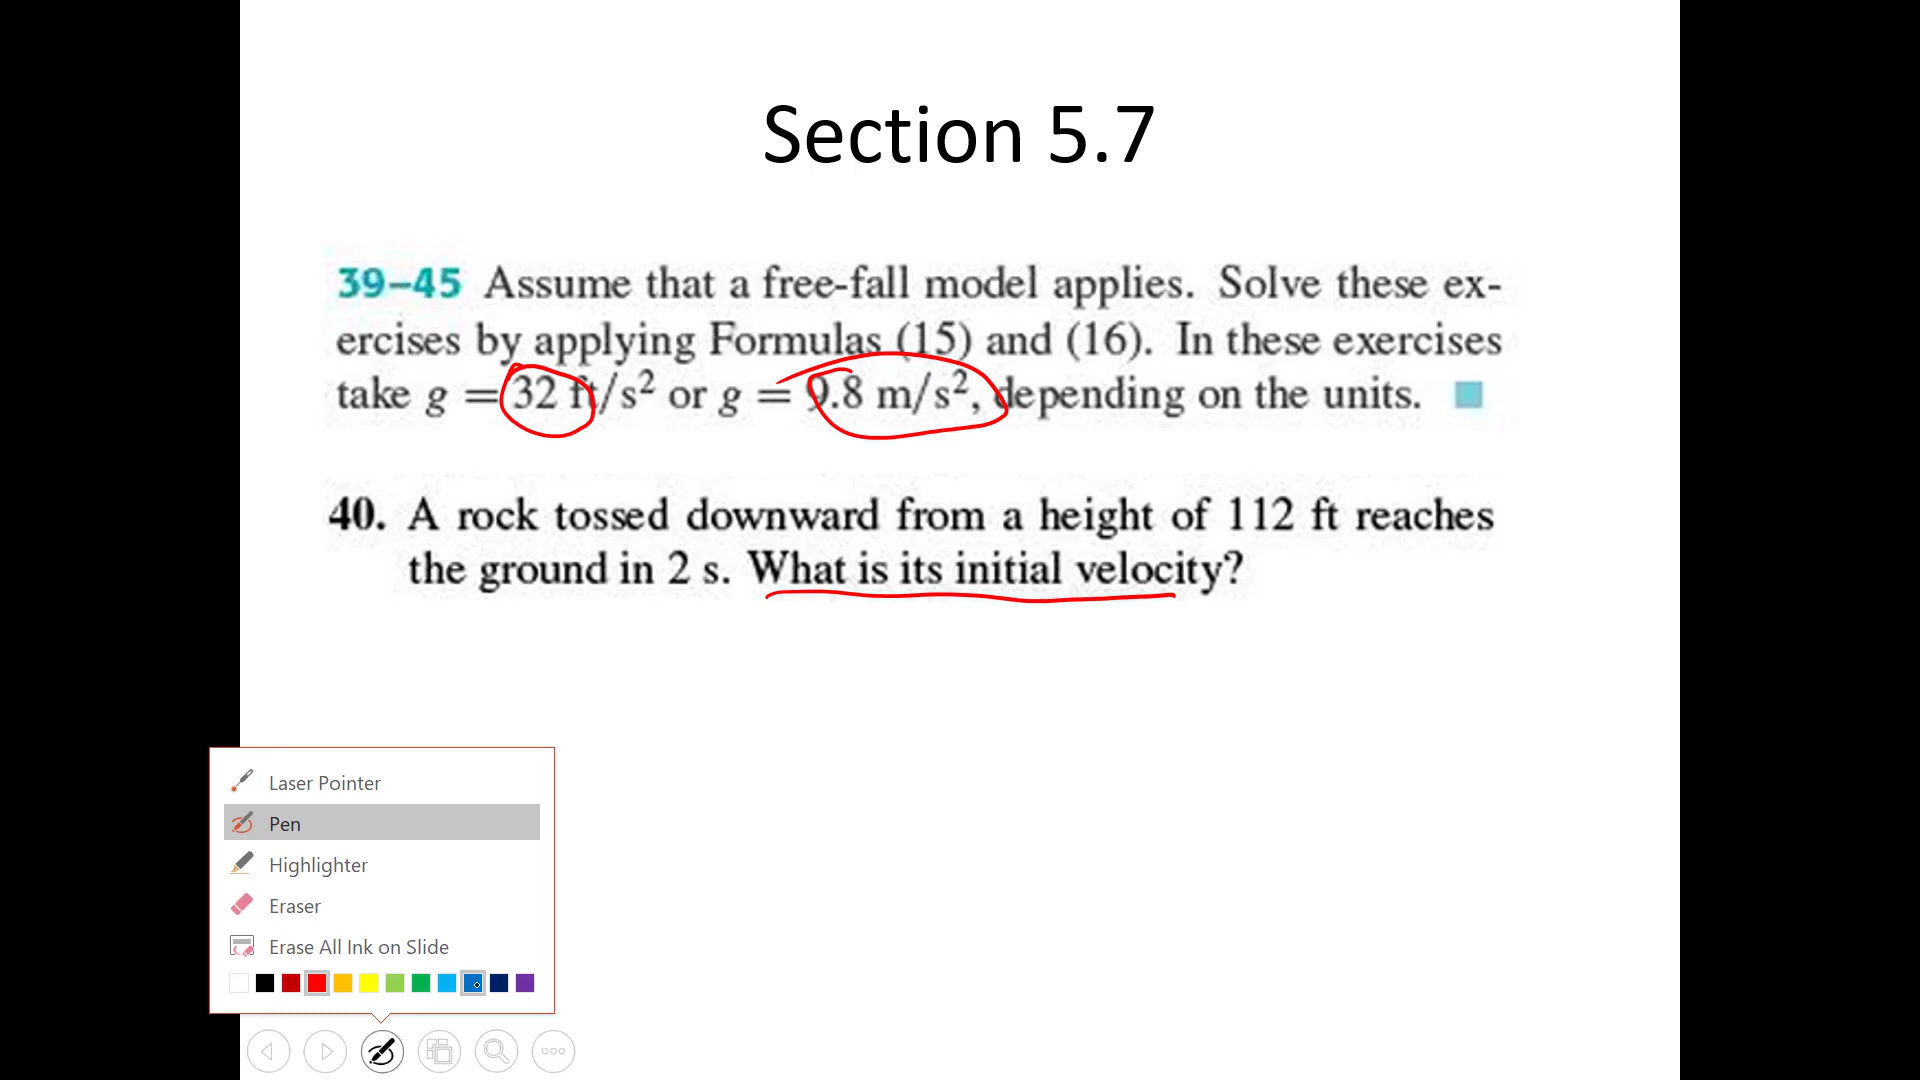 Section 5.7
39–45 Assume that a free-fall model applies. Solve these ex-
ercises by applying Formulas (15) and (16). In these exercises
take g = 32 ft/s² or g = 9.8 m/s², depending on the units.
40. A rock tossed downward from a height of 112 ft reaches
the ground in 2 s. What is its initial velocity?
Laser Pointer
Pen
Highlighter
Eraser
Erase All Ink on Slide